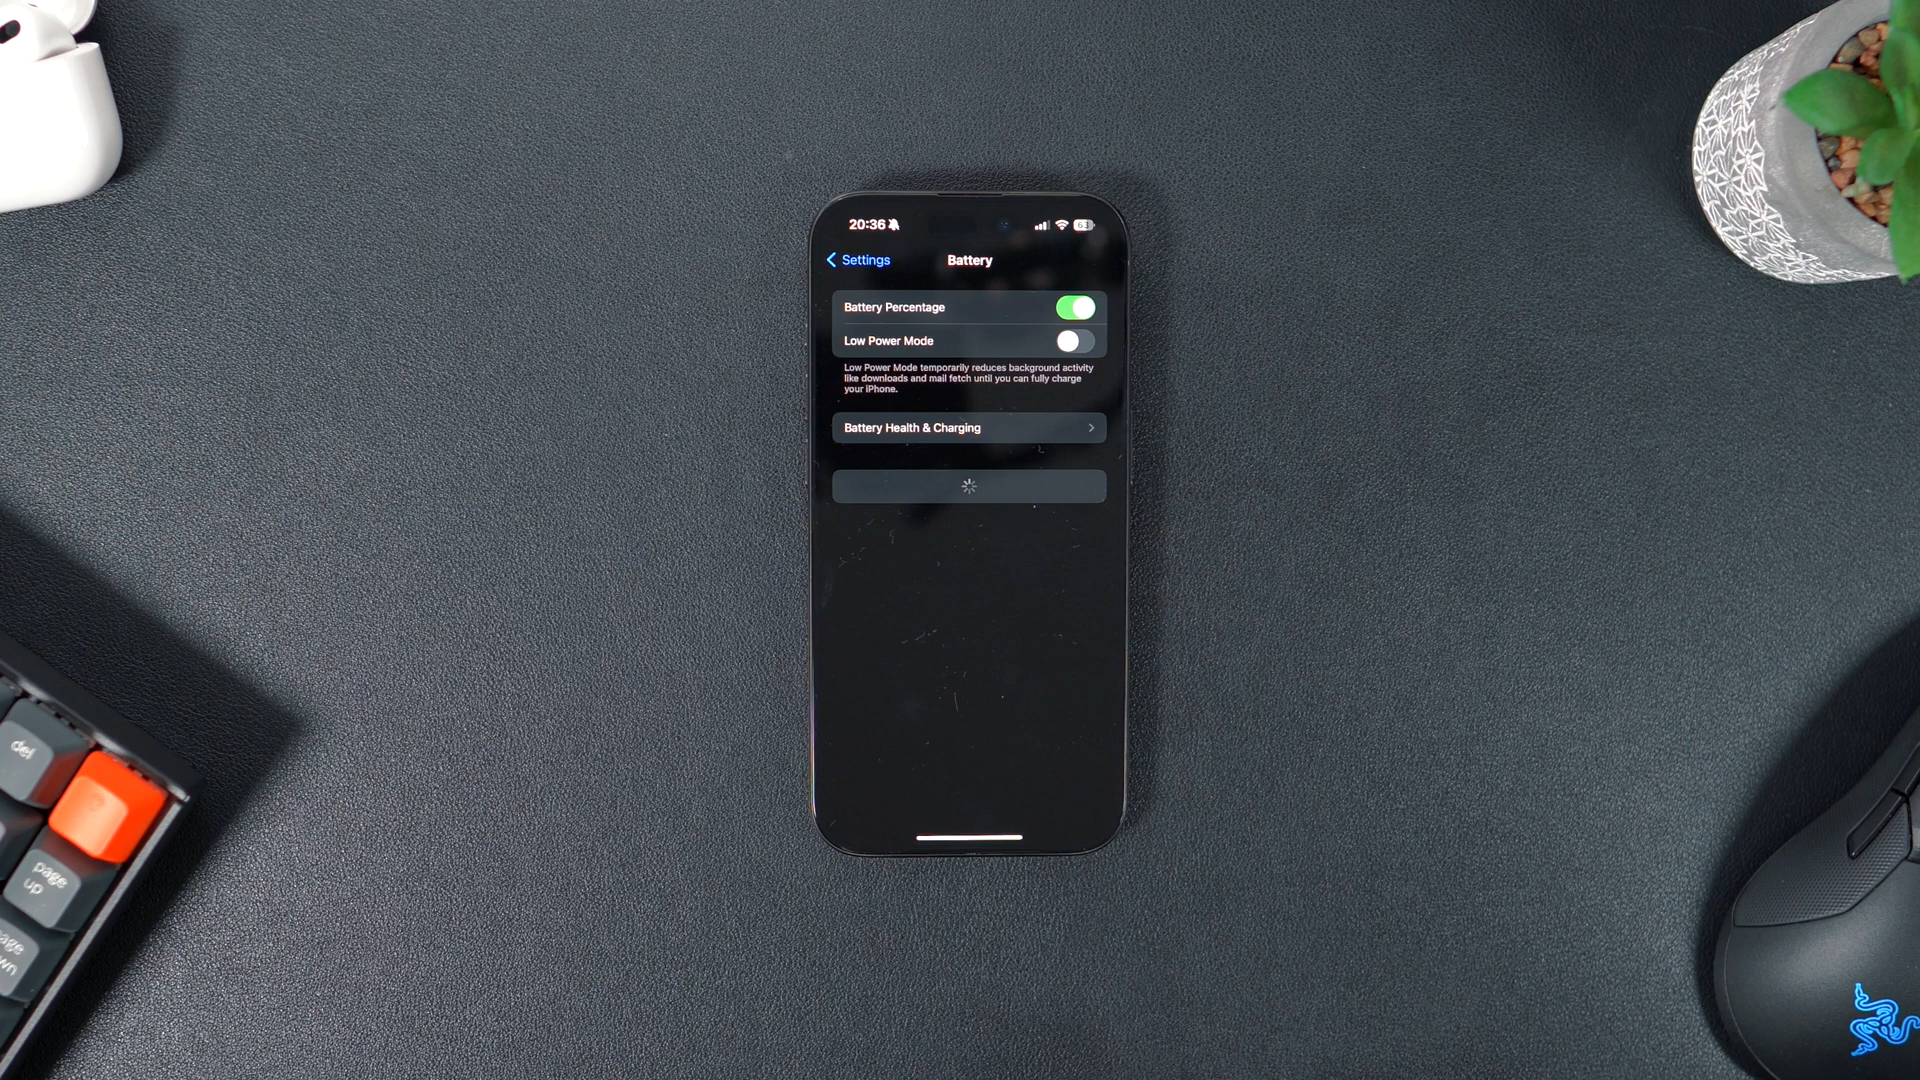 20:36
63
Settings
Battery
Battery Percentage
Low Power Mode
Low Power Mode temporarily reduces background activity
like downloads and mail fetch until you can fully charge
your iPhone.
Battery Health & Charging
del
page
up